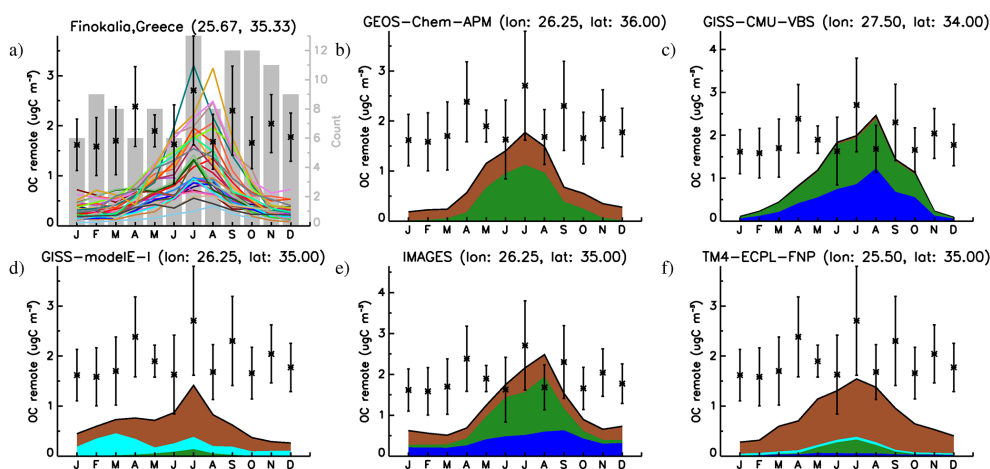 a)
Finokalia,Greece (25.67, 35.33)
OC remote (ugC m⁻³)
3
2
1
0
J F M A M J J A S O N D
12
10
8
6
4
2
0
Count
b)
GEOS-Chem-APM (lon: 26.25, lat: 36.00)
OC remote (ugC m⁻³)
3
2
1
0
J F M A M J J A S O N D
c)
GISS-CMU-VBS (lon: 27.50, lat: 34.00)
OC remote (ugC m⁻³)
4
3
2
1
0
J F M A M J J A S O N D
d)
GISS-modelE-I (lon: 26.25, lat: 35.00)
OC remote (ugC m⁻³)
3
2
1
0
J F M A M J J A S O N D
e)
IMAGES (lon: 26.25, lat: 35.00)
OC remote (ugC m⁻³)
4
3
2
1
0
J F M A M J J A S O N D
f)
TM4-ECPL-FNP (lon: 25.50, lat: 35.00)
OC remote (ugC m⁻³)
3
2
1
0
J F M A M J J A S O N D